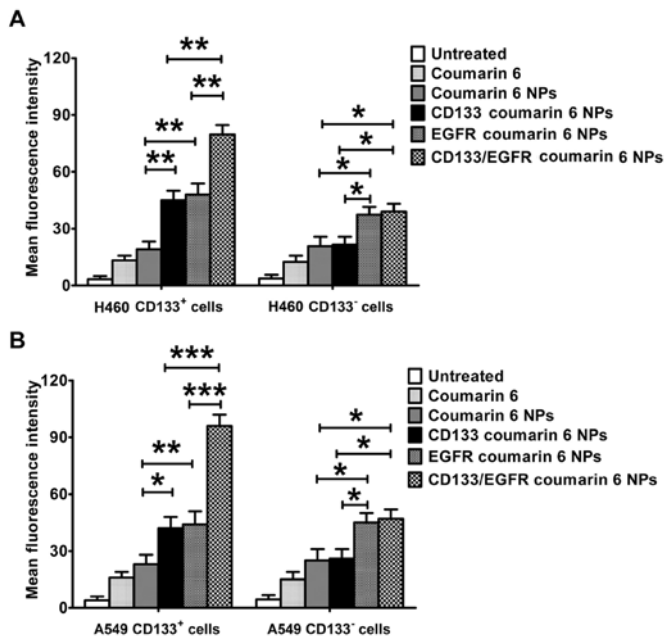 A
Mean fluorescence intensity
120
90
60
30
0
**
**
**
**
*
*
*
*
H460 CD133⁺ cells
H460 CD133⁻ cells
Untreated
Coumarin 6
Coumarin 6 NPs
CD133 coumarin 6 NPs
EGFR coumarin 6 NPs
CD133/EGFR coumarin 6 NPs
B
Mean fluorescence intensity
120
90
60
30
0
***
***
**
*
*
*
*
*
A549 CD133⁺ cells
A549 CD133⁻ cells
Untreated
Coumarin 6
Coumarin 6 NPs
CD133 coumarin 6 NPs
EGFR coumarin 6 NPs
CD133/EGFR coumarin 6 NPs